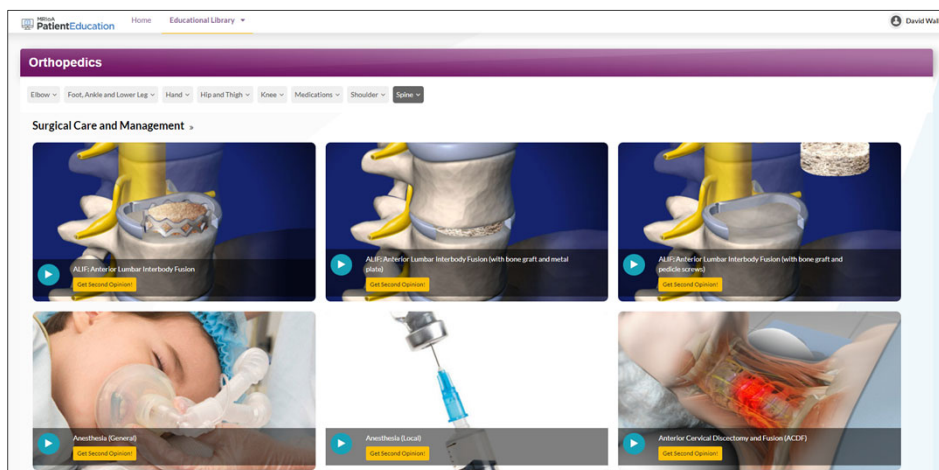 MRIoA
PatientEducation
Home
Educational Library
David Wall
Orthopedics
Elbow
Foot, Ankle and Lower Leg
Hand
Hip and Thigh
Knee
Medications
Shoulder
Spine
Surgical Care and Management »
ALIF: Anterior Lumbar Interbody Fusion
Get Second Opinion!
ALIF: Anterior Lumbar Interbody Fusion (with bone graft and metal
plate)
Get Second Opinion!
ALIF: Anterior Lumbar Interbody Fusion (with bone graft and
pedicle screws)
Get Second Opinion!
Anesthesia (General)
Get Second Opinion!
Anesthesia (Local)
Get Second Opinion!
Anterior Cervical Discectomy and Fusion (ACDF)
Get Second Opinion!